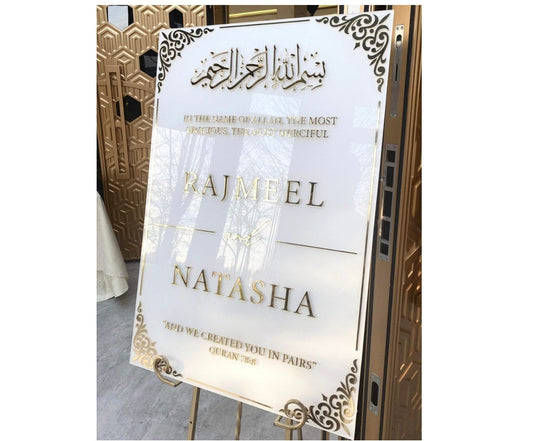 بسم الله الرحمن الرحيم
IN THE NAME OF ALLAH, THE MOST
GRACIOUS, THE MOST MERCIFUL
RAJMEEL
and
NATASHA
"AND WE CREATED YOU IN PAIRS"
QURAN 78:8